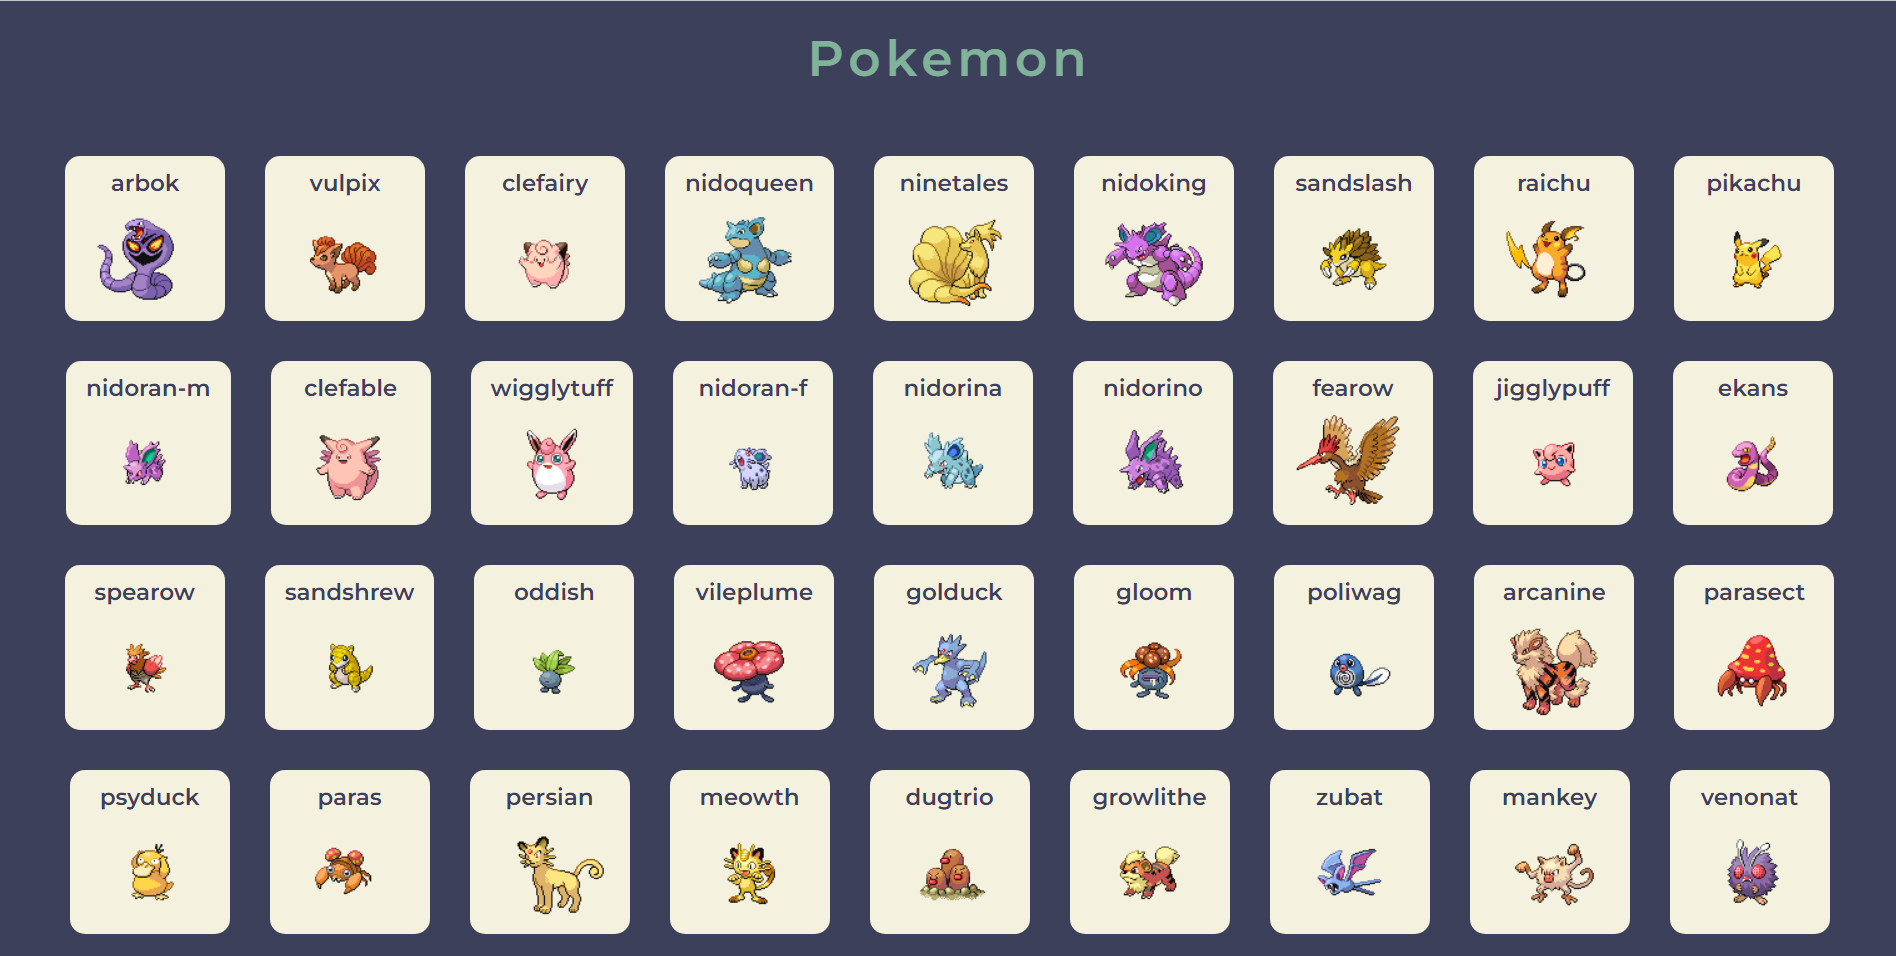 Pokemon
arbok vulpix clefairy nidoqueen ninetales nidoking sandslash raichu pikachu
nidoran-m clefable wigglytuff nidoran-f nidorina nidorino fearow jigglypuff ekans
spearow sandshrew oddish vileplume golduck gloom poliwag arcanine parasect
psyduck paras persian meowth dugtrio growlithe zubat mankey venonat